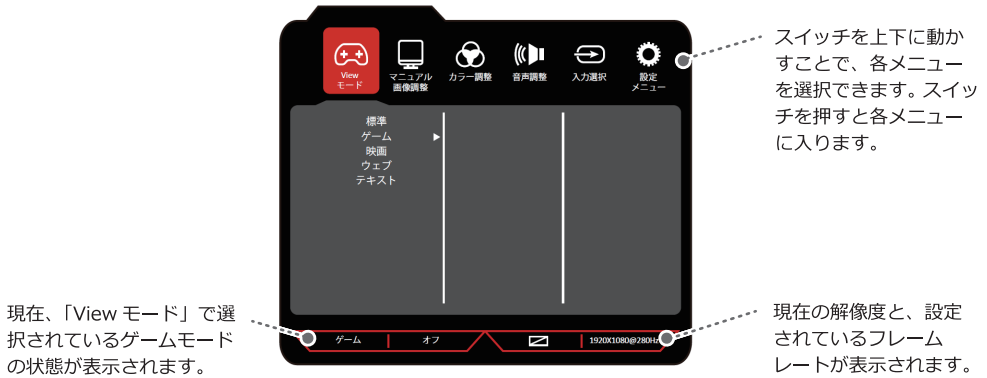 View
モード
マニュアル
画像調整
カラー調整
音声調整
入力選択
設定
メニュー
スイッチを上下に動か
すことで、各メニュー
を選択できます。スイッ
チを押すと各メニュー
に入ります。
標準
ゲーム
映画
ウェブ
テキスト
現在、「View モード」で選
択されているゲームモード
の状態が表示されます。
ゲーム
オフ
1920X1080@280Hz
現在の解像度と、設定
されているフレーム
レートが表示されます。